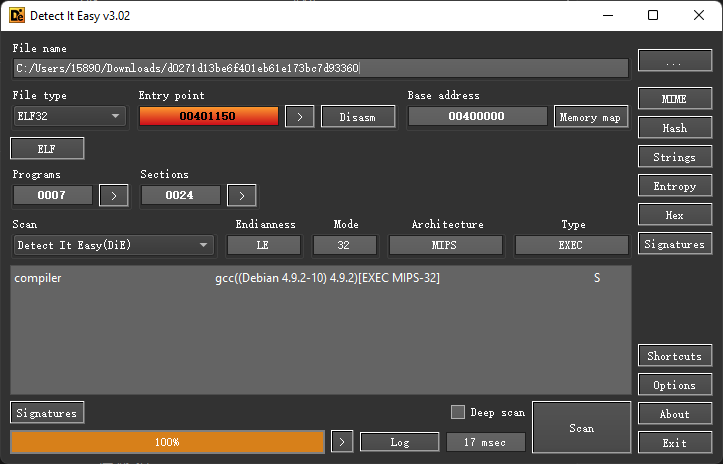 Detect It Easy v3.02
File name
C:/Users/15890/Downloads/d0271d13be6f401eb61e173bc7d93360
...
File type
Entry point
Base address
ELF32
00401150
>
Disasm
00400000
Memory map
MIME
Hash
ELF
Strings
Programs
Sections
0007
>
0024
>
Entropy
Hex
Scan
Endianness
Mode
Architecture
Type
Detect It Easy(DiE)
LE
32
MIPS
EXEC
Signatures
compiler
gcc((Debian 4.9.2-10) 4.9.2)[EXEC MIPS-32]
S
Shortcuts
Options
Signatures
Deep scan
Scan
About
100%
>
Log
17 msec
Exit